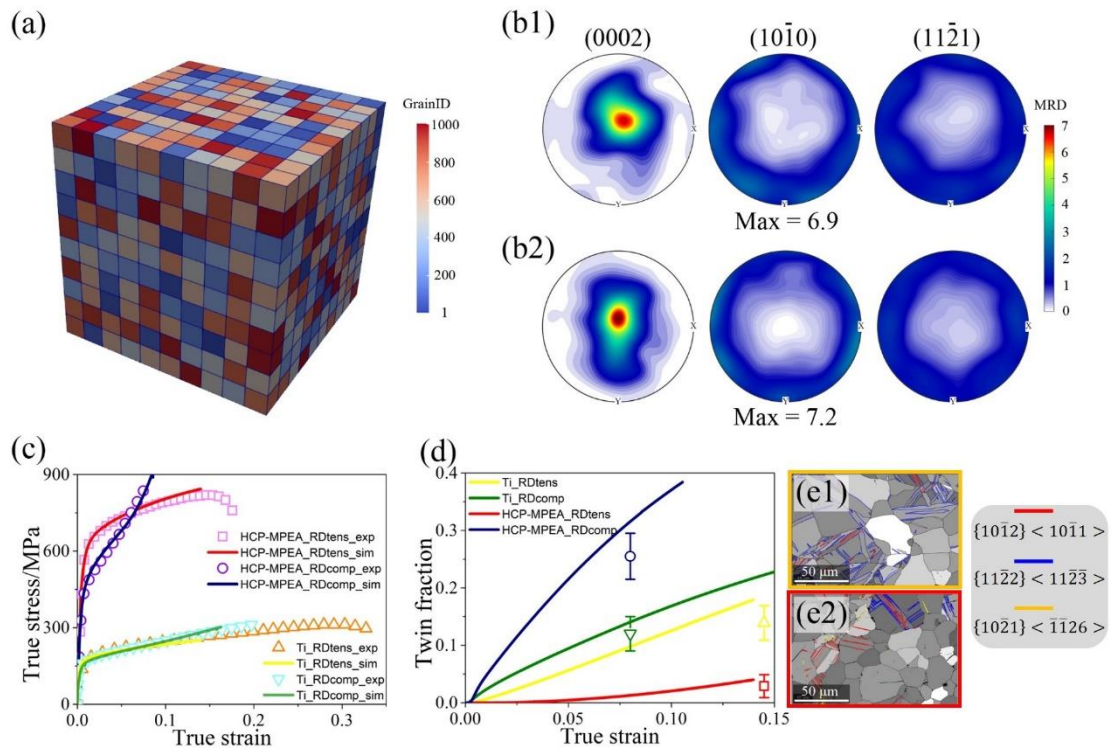 (a)
GrainID
1000
800
600
400
200
1
(b1)
(0002)
(101̄0)
(112̄1)
X
X
X
Y
Y
Y
Max = 6.9
MRD
7
6
5
4
3
2
1
0
(b2)
X
X
X
Y
Y
Y
Max = 7.2
(c)
True stress/MPa
900
600
300
0
HCP-MPEA_RDtens_exp
HCP-MPEA_RDtens_sim
HCP-MPEA_RDcomp_exp
HCP-MPEA_RDcomp_sim
Ti_RDtens_exp
Ti_RDtens_sim
Ti_RDcomp_exp
Ti_RDcomp_sim
0.0 0.1 0.2 0.3
True strain
(d)
Twin fraction
0.4
0.3
0.2
0.1
0.0
Ti_RDtens
Ti_RDcomp
HCP-MPEA_RDtens
HCP-MPEA_RDcomp
0.00 0.05 0.10 0.15
True strain
(e1)
50 μm
(e2)
50 μm
{101̄2} < 101̄1 >
{112̄2} < 112̄3̄ >
{102̄1} < 1̄1̄26 >